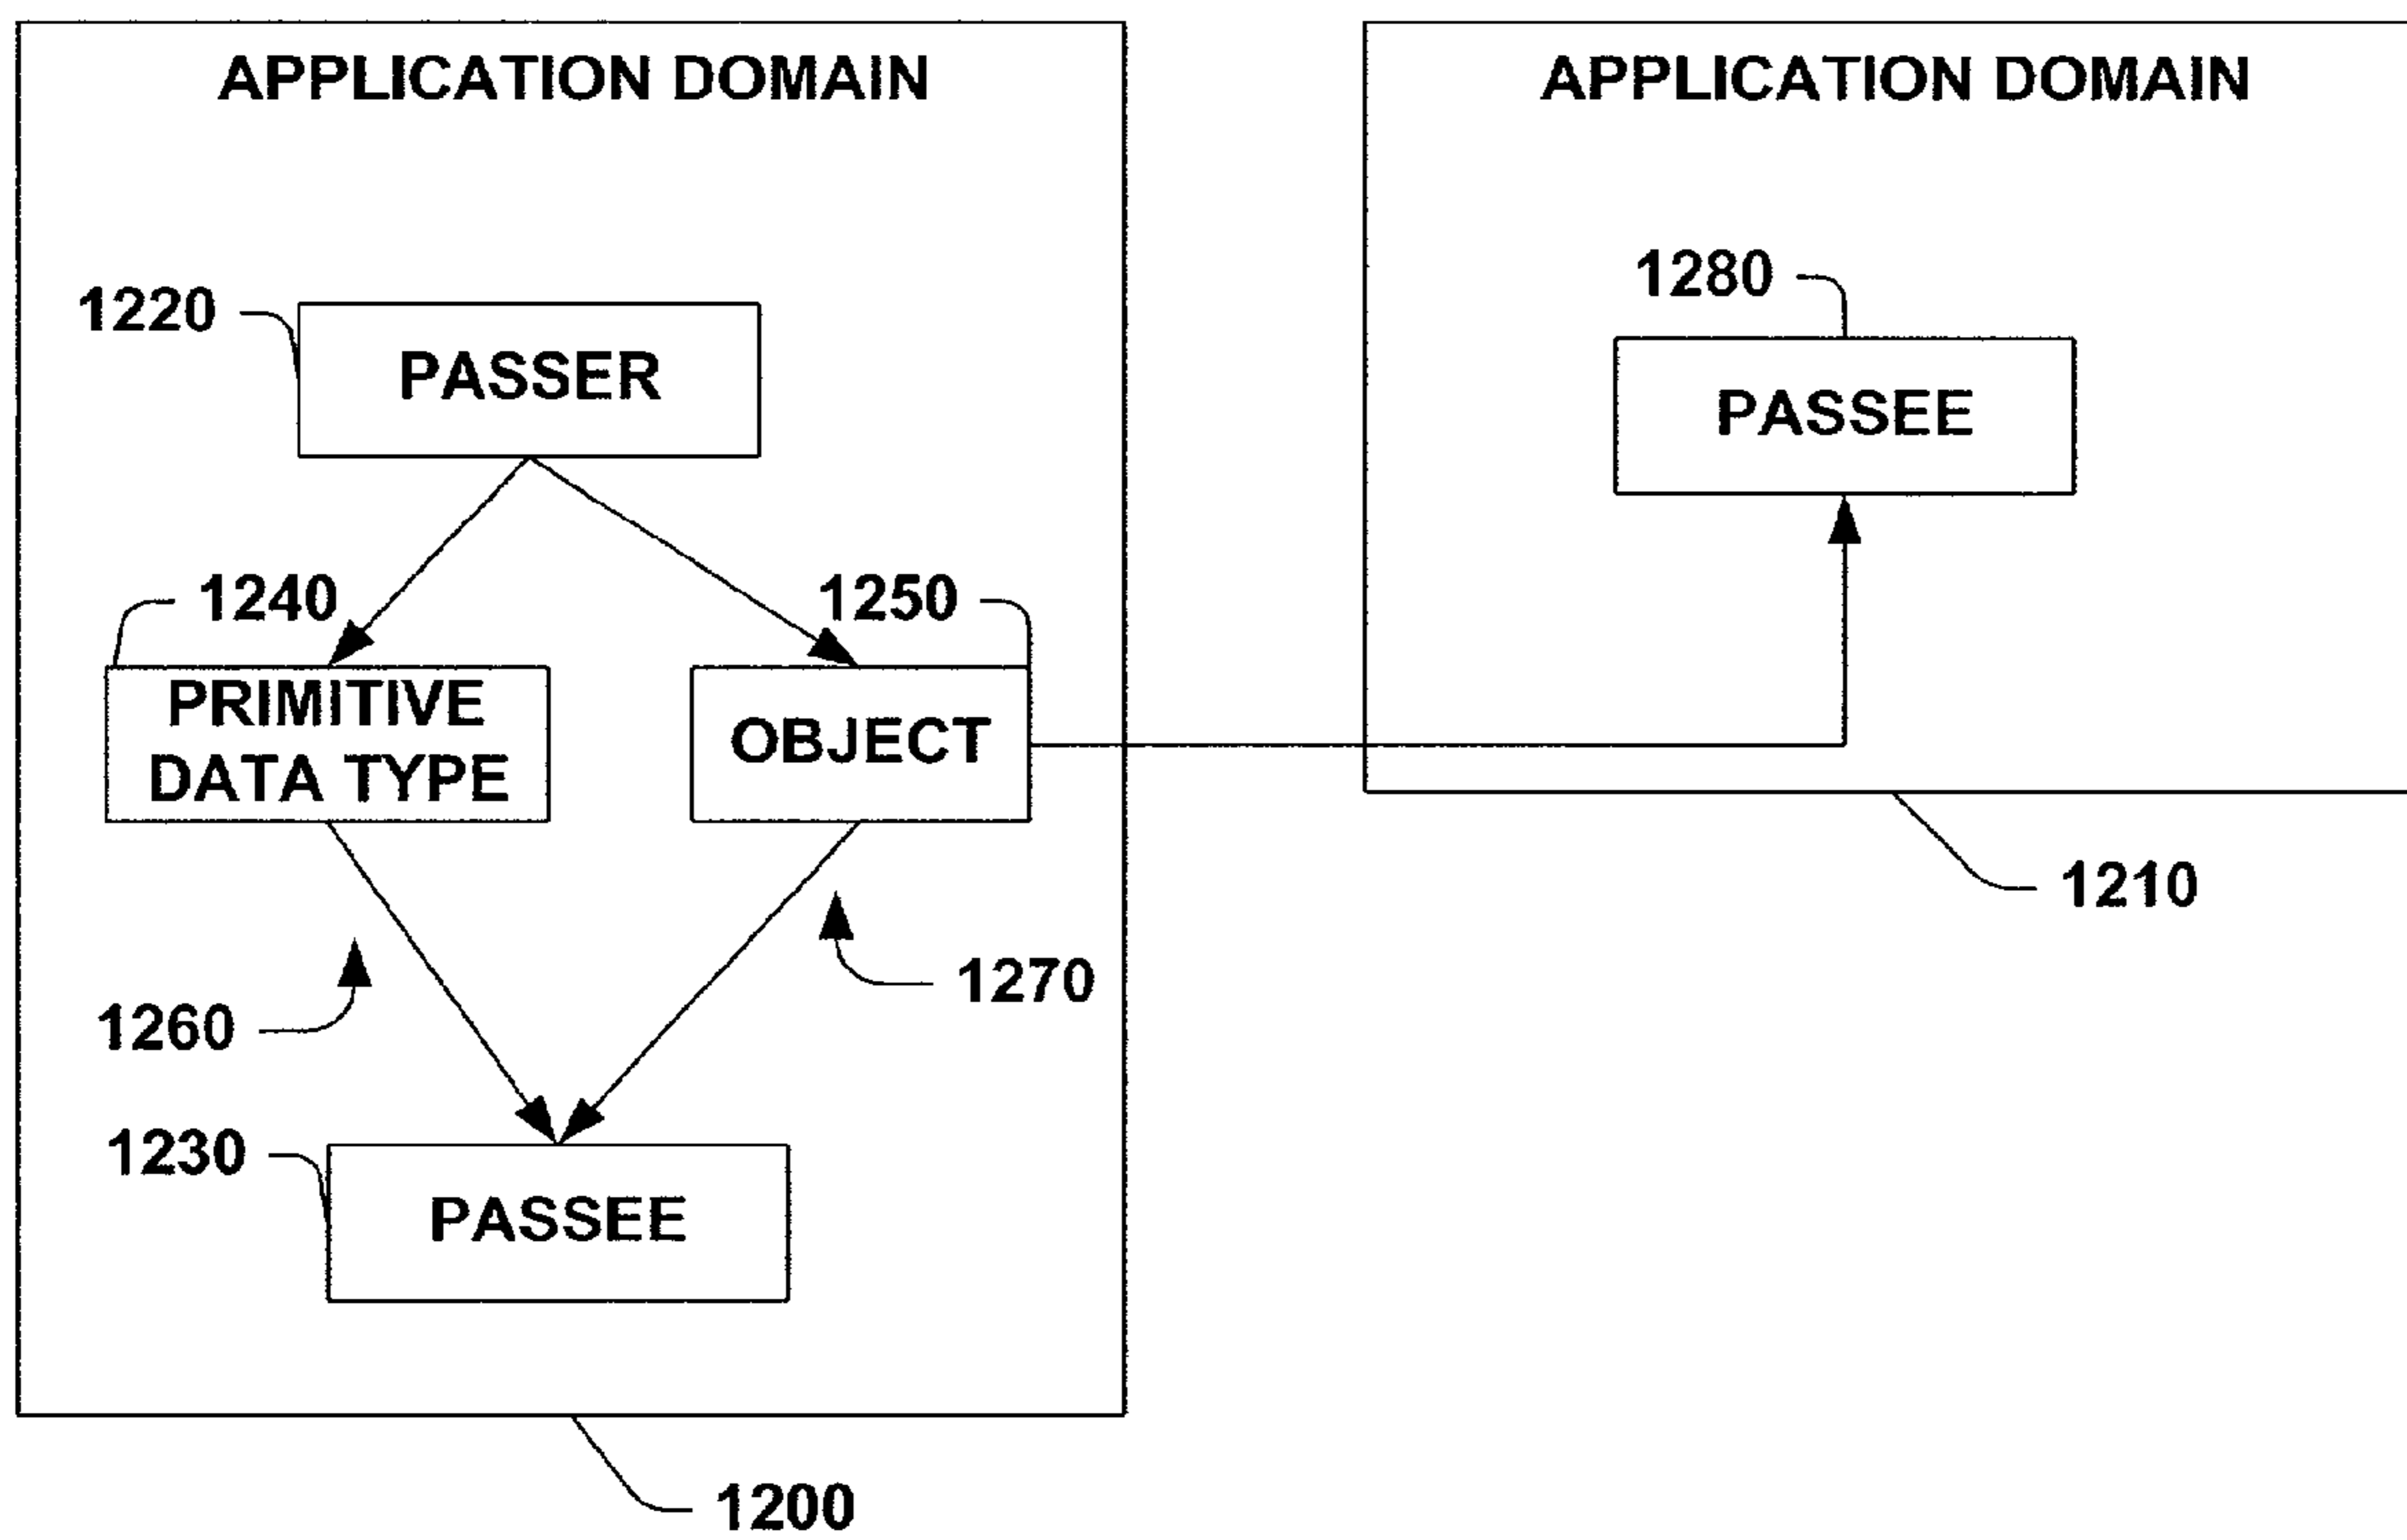 APPLICATION DOMAIN
APPLICATION DOMAIN
1280
1220
PASSER
PASSEE
1240
1250
PRIMITIVE
DATA TYPE
OBJECT
1210
1270
1260
1230
PASSEE
1200